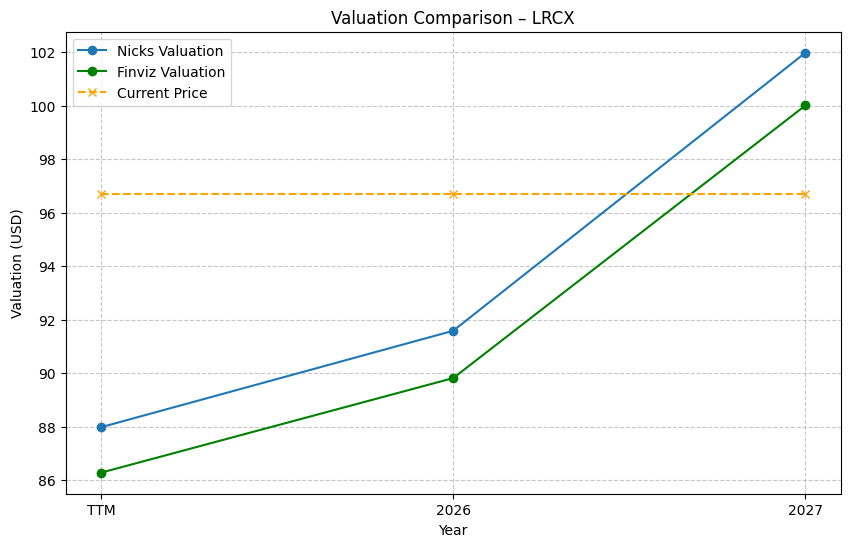 Valuation Comparison – LRCX
Nicks Valuation
Finviz Valuation
Current Price
Valuation (USD)
102
100
98
96
94
92
90
88
86
TTM
2026
2027
Year